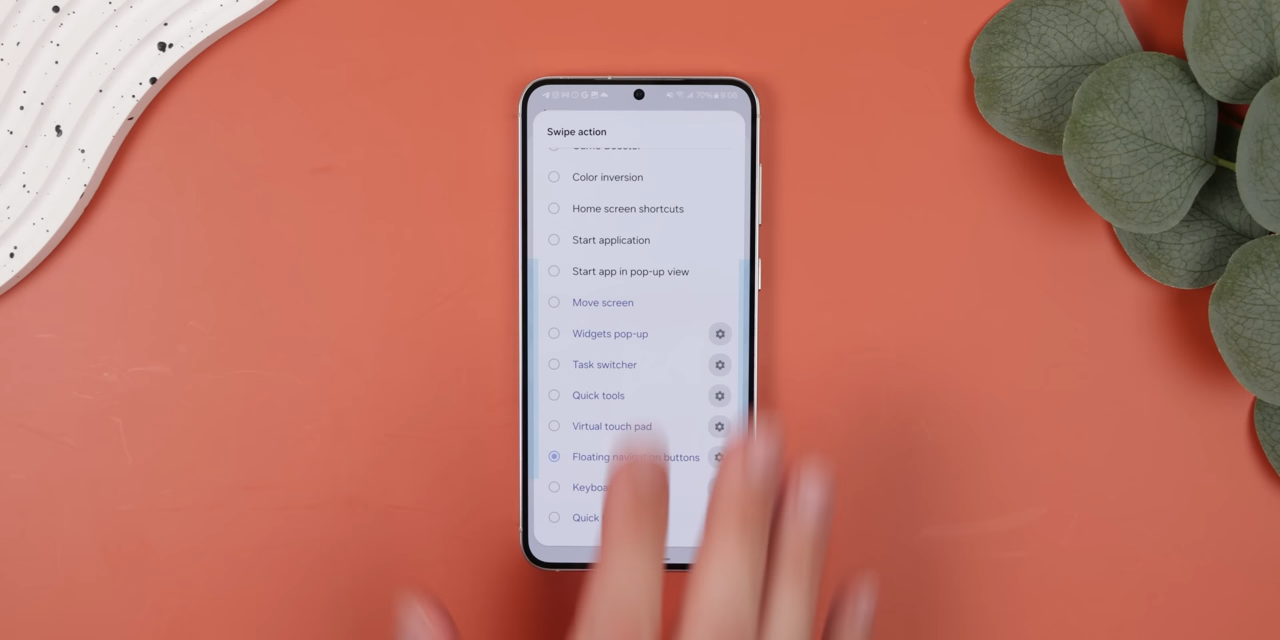 Swipe action
Color inversion
Home screen shortcuts
Start application
Start app in pop-up view
Move screen
Widgets pop-up
Task switcher
Quick tools
Virtual touch pad
Floating buttons
Quick